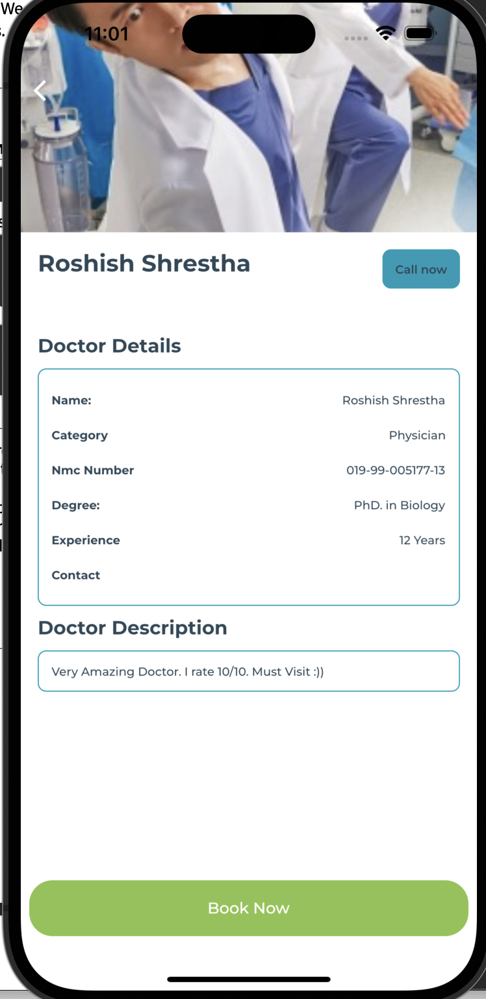 We
11:01
Roshish Shrestha
Call now
Doctor Details
Name: Roshish Shrestha
Category Physician
Nmc Number 019-99-005177-13
Degree: PhD. in Biology
Experience 12 Years
Contact
Doctor Description
Very Amazing Doctor. I rate 10/10. Must Visit :))
Book Now